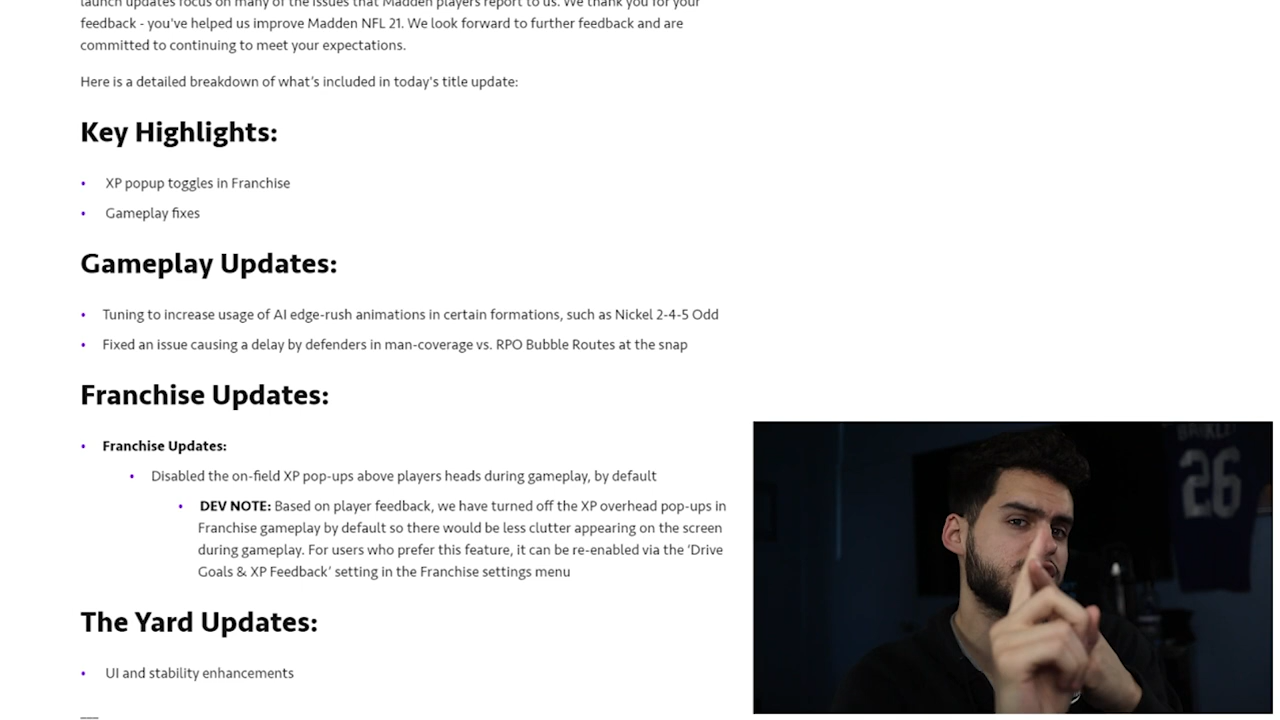 launch updates focus on many of the issues that Madden players report to us. We thank you for your
feedback - you've helped us improve Madden NFL 21. We look forward to further feedback and are
committed to continuing to meet your expectations.
Here is a detailed breakdown of what's included in today's title update:
Key Highlights:
• XP popup toggles in Franchise
• Gameplay fixes
Gameplay Updates:
• Tuning to increase usage of AI edge-rush animations in certain formations, such as Nickel 2-4-5 Odd
• Fixed an issue causing a delay by defenders in man-coverage vs. RPO Bubble Routes at the snap
Franchise Updates:
• Franchise Updates:
• Disabled the on-field XP pop-ups above players heads during gameplay, by default
• DEV NOTE: Based on player feedback, we have turned off the XP overhead pop-ups in
Franchise gameplay by default so there would be less clutter appearing on the screen
during gameplay. For users who prefer this feature, it can be re-enabled via the 'Drive
Goals & XP Feedback' setting in the Franchise settings menu
The Yard Updates:
• UI and stability enhancements
26